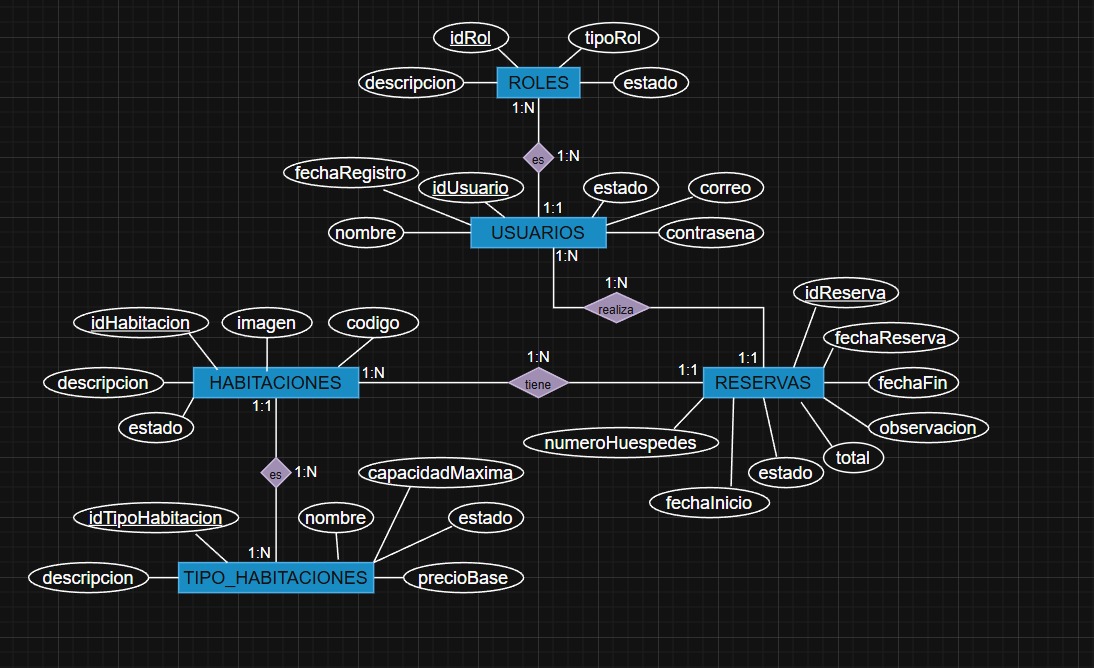 idRol
tipoRol
descripcion
ROLES
estado
1:N
es
1:N
fechaRegistro
idUsuario
estado
correo
1:1
nombre
USUARIOS
contrasena
1:N
1:N
realiza
idReserva
idHabitacion
imagen
codigo
fechaReserva
1:N
1:1
descripcion
HABITACIONES
1:N
tiene
1:1
RESERVAS
fechaFin
1:1
estado
observacion
numeroHuespedes
total
es
1:N
capacidadMaxima
estado
fechaInicio
idTipoHabitacion
nombre
estado
1:N
descripcion
TIPO_HABITACIONES
precioBase